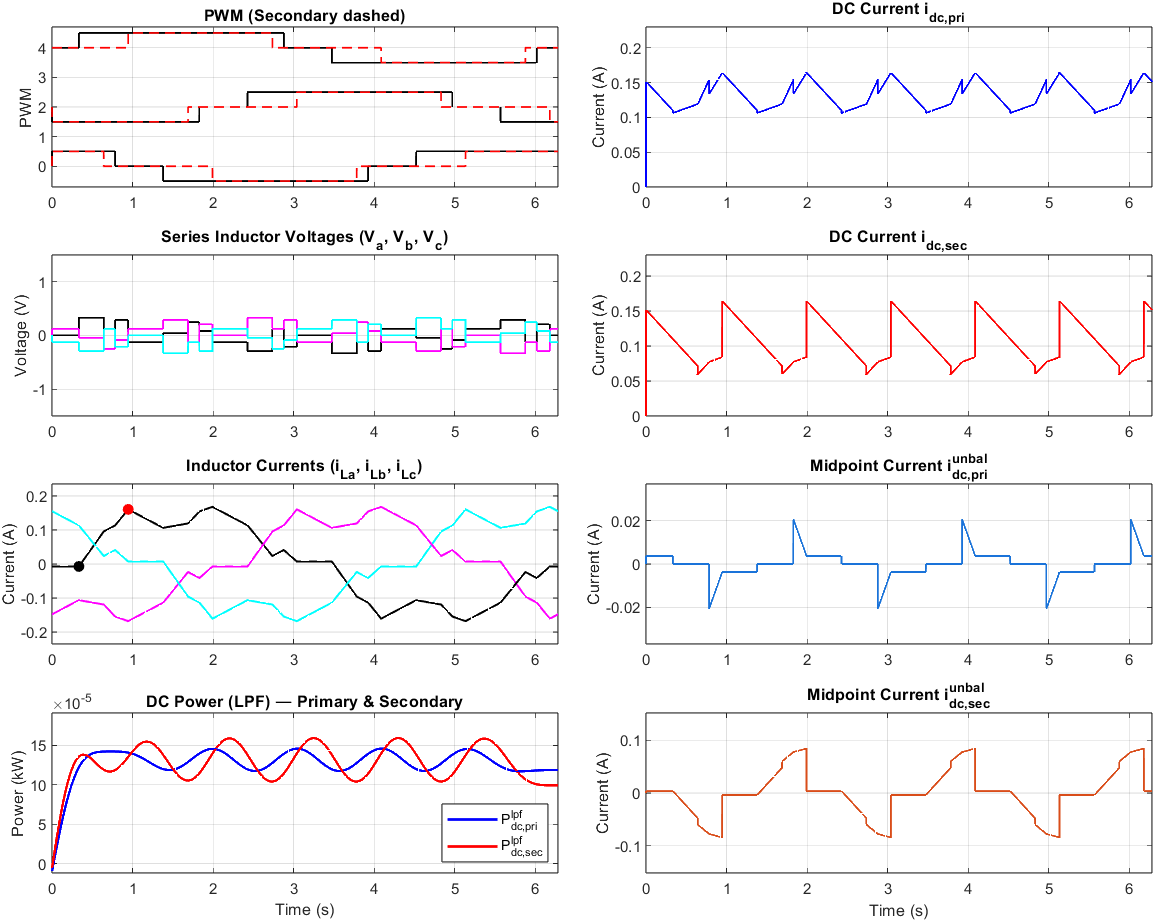 PWM (Secondary dashed)
PWM
4
3
2
1
0
0 1 2 3 4 5 6
DC Current i_dc,pri
Current (A)
0.2
0.15
0.1
0.05
0
0 1 2 3 4 5 6
Series Inductor Voltages (V_a, V_b, V_c)
Voltage (V)
1
0
-1
0 1 2 3 4 5 6
DC Current i_dc,sec
Current (A)
0.2
0.15
0.1
0.05
0
0 1 2 3 4 5 6
Inductor Currents (i_La, i_Lb, i_Lc)
Current (A)
0.2
0.1
0
-0.1
-0.2
0 1 2 3 4 5 6
Midpoint Current i_dc,pri^unbal
Current (A)
0.02
0
-0.02
0 1 2 3 4 5 6
DC Power (LPF) — Primary & Secondary
×10^-5
Power (kW)
15
10
5
0
P_dc,pri^lpf
P_dc,sec^lpf
0 1 2 3 4 5 6
Time (s)
Midpoint Current i_dc,sec^unbal
Current (A)
0.1
0
-0.1
0 1 2 3 4 5 6
Time (s)